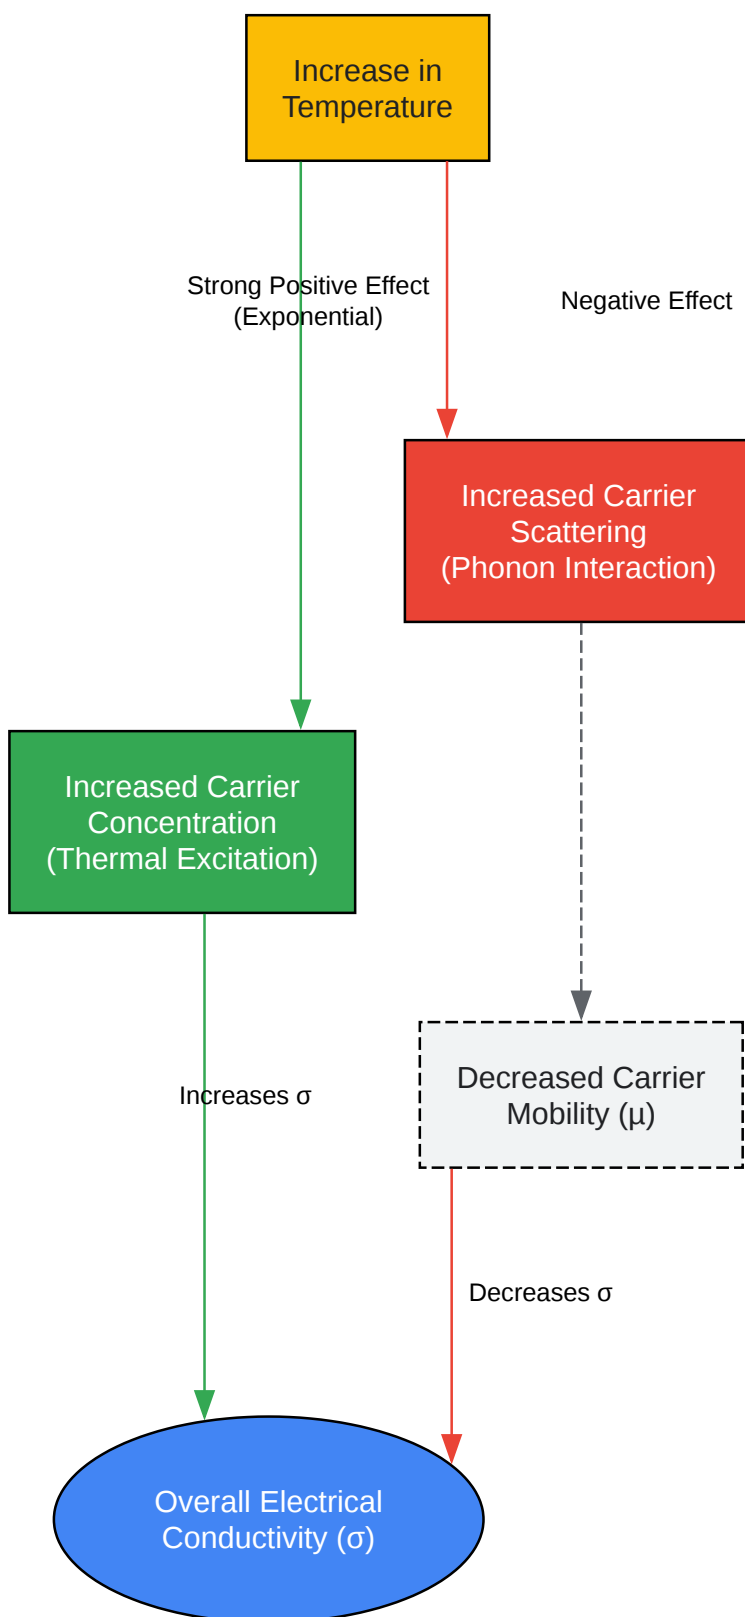 Increase in
Temperature
Strong Positive Effect
(Exponential)
Negative Effect
Increased Carrier
Scattering
(Phonon Interaction)
Increased Carrier
Concentration
(Thermal Excitation)
Decreased Carrier
Mobility (µ)
Increases σ
Decreases σ
Overall Electrical
Conductivity (σ)